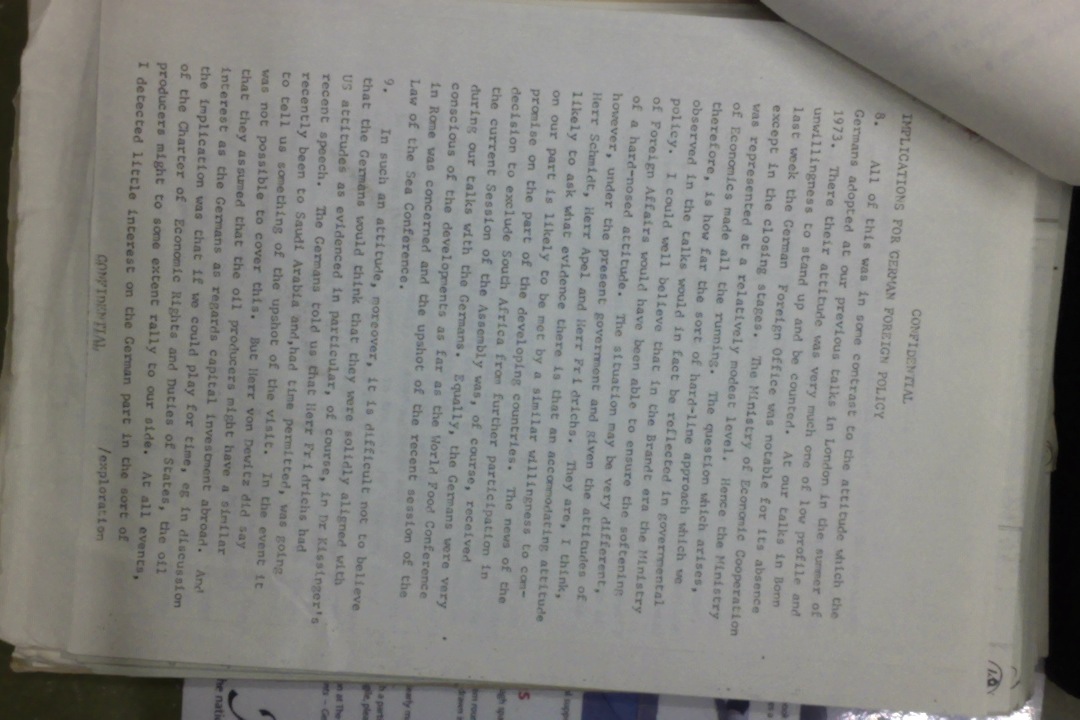 CONFIDENTIAL
IMPLICATIONS FOR GERMAN FOREIGN POLICY
8. All of this was in some contrast to the attitude which the
Germans adopted at our previous talks in London in the summer of
1973. There their attitude was very much one of low profile and
unwillingness to stand up and be counted. At our talks in Bonn
last week the German Foreign Office was notable for its absence
except in the closing stages. The Ministry of Economic Cooperation
was represented at a relatively modest level. Hence the Ministry
of Economics made all the running. The question which arises,
therefore, is how far the sort of hard-line approach which we
observed in the talks would in fact be reflected in governmental
policy. I could well believe that in the Brandt era the Ministry
of Foreign Affairs would have been able to ensure the softening
of a hard-nosed attitude. The situation may be very different,
however, under the present government and given the attitudes of
Herr Schmidt, Herr Apel and Herr Fridrichs. They are, I think,
likely to ask what evidence there is that an accommodating attitude
on our part is likely to be met by a similar willingness to com-
promise on the part of the developing countries. The news of the
decision to exclude South Africa from further participation in
the current Session of the Assembly was, of course, received
during our talks with the Germans. Equally, the Germans were very
conscious of the developments as far as the World Food Conference
in Rome was concerned and the upshot of the recent session of the
Law of the Sea Conference.
9. In such an attitude, moreover, it is difficult not to believe
that the Germans would think that they were solidly aligned with
US attitudes as evidenced in particular, of course, in Dr Kissinger's
recent speech. The Germans told us that Herr Fridrichs had
recently been to Saudi Arabia and, had time permitted, was going
to tell us something of the upshot of the visit. In the event it
was not possible to cover this. But Herr von Dewitz did say
that they assumed that the oil producers might have a similar
interest as the Germans as regards capital investment abroad. And
the implication was that if we could play for time, eg in discussion
of the Charter of Economic Rights and Duties of States, the oil
producers might to some extent rally to our side. At all events,
I detected little interest on the German part in the sort of
/exploration
CONFIDENTIAL